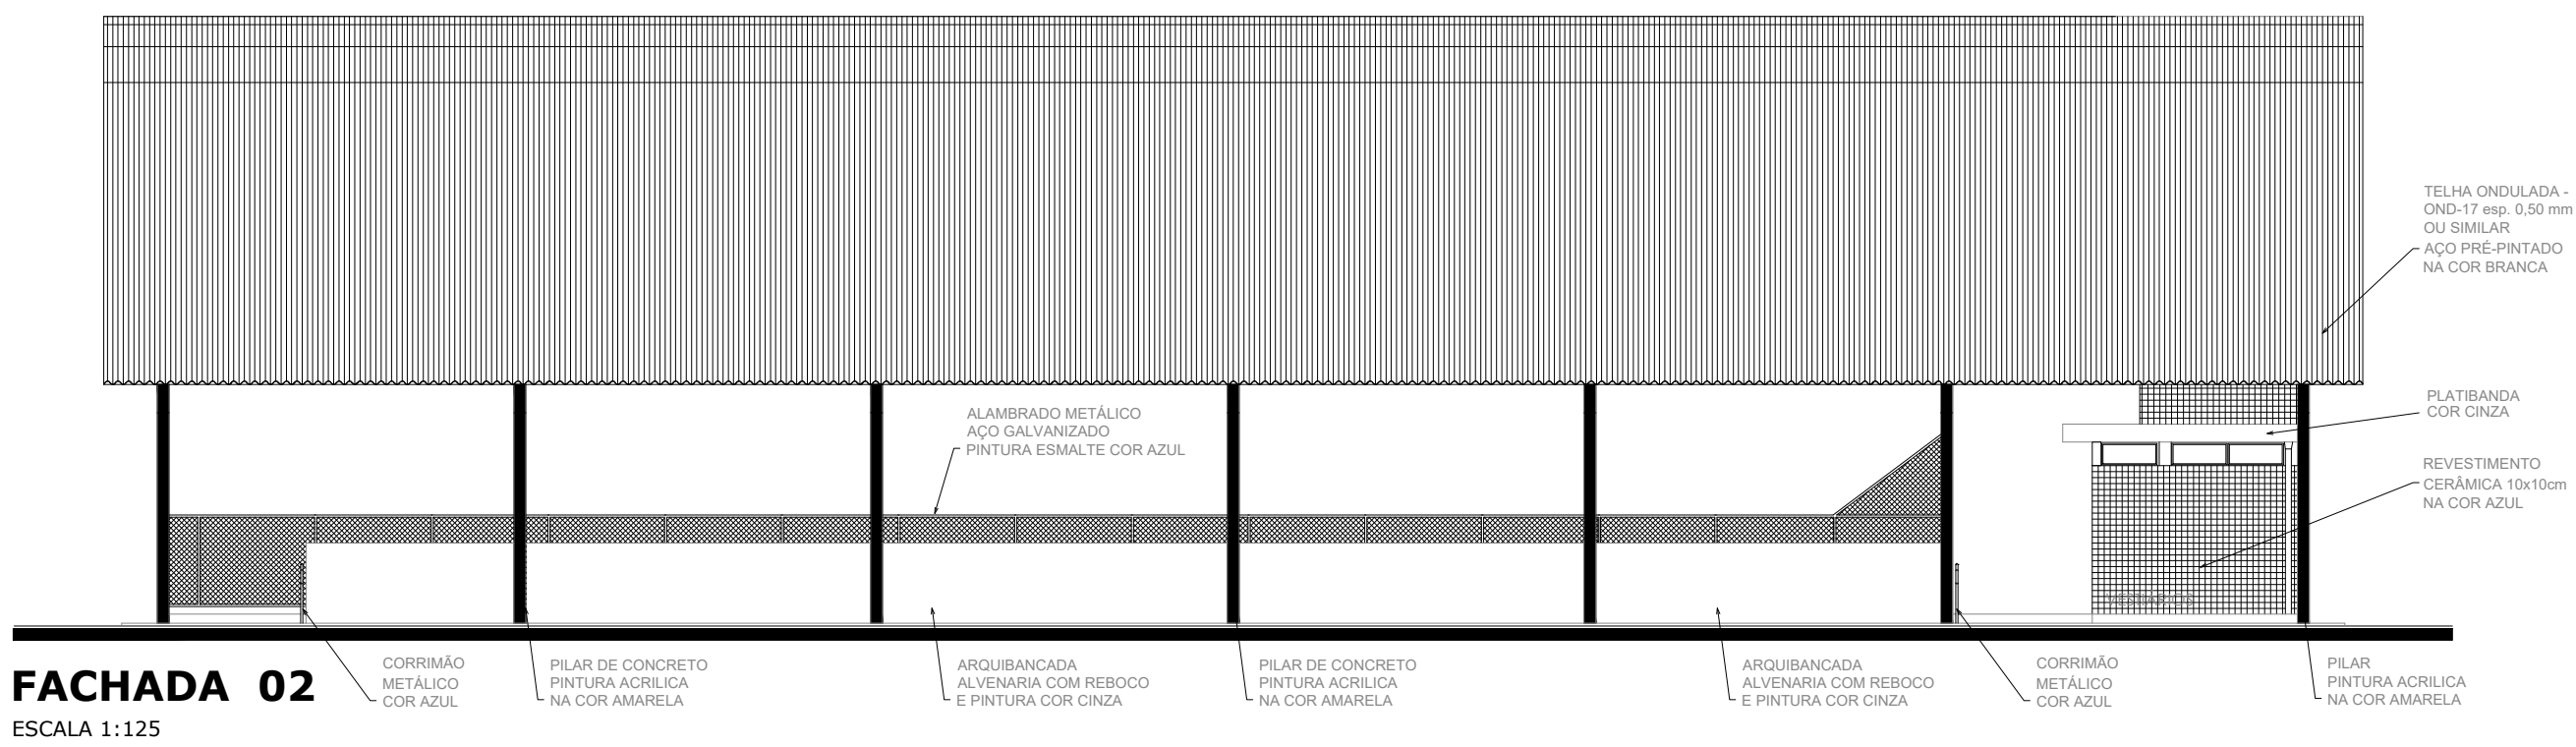 TELHA ONDULADA -
OND-17 esp. 0,50 mm
OU SIMILAR
AÇO PRÉ-PINTADO
NA COR BRANCA
PLATIBANDA
COR CINZA
ALAMBRADO METÁLICO
AÇO GALVANIZADO
PINTURA ESMALTE COR AZUL
REVESTIMENTO
CERÂMICA 10x10cm
NA COR AZUL
VESTIÁRIOS
CORRIMÃO
METÁLICO
COR AZUL
PILAR DE CONCRETO
PINTURA ACRILICA
NA COR AMARELA
ARQUIBANCADA
ALVENARIA COM REBOCO
E PINTURA COR CINZA
PILAR DE CONCRETO
PINTURA ACRILICA
NA COR AMARELA
ARQUIBANCADA
ALVENARIA COM REBOCO
E PINTURA COR CINZA
CORRIMÃO
METÁLICO
COR AZUL
PILAR
PINTURA ACRILICA
NA COR AMARELA
FACHADA 02
ESCALA 1:125